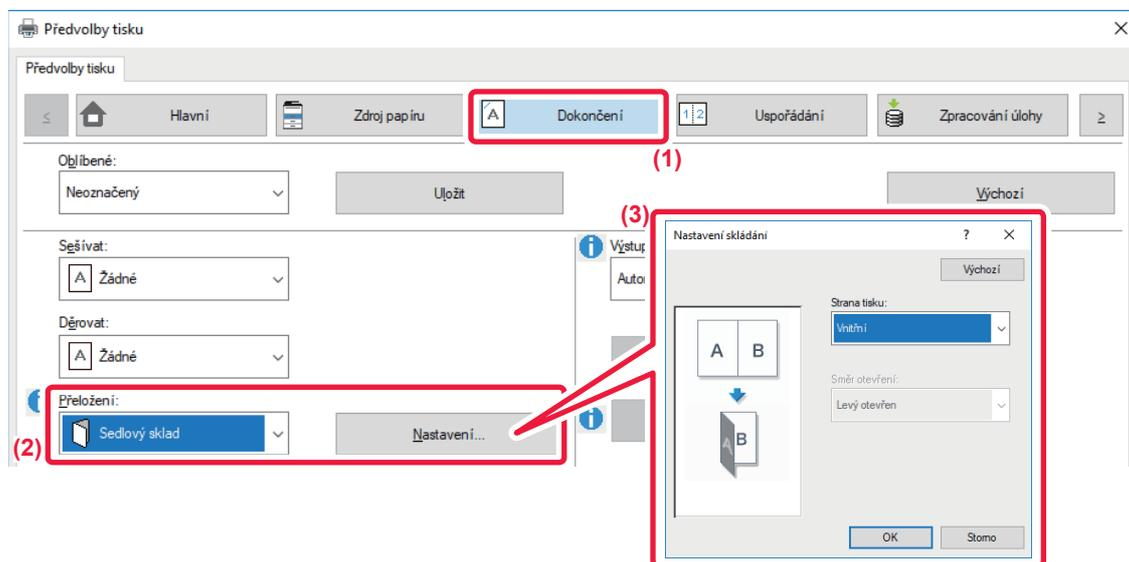 Předvolby tisku
Předvolby tisku
< Hlavní Zdroj papíru A Dokončení 1 2 Uspořádání Zpracování úlohy >
(1)
Oblíbené:
Neoznačený Uložit Výchozí
Sešívat:
A Žádné
Děrovat:
A Žádné
Přeložení:
(2) Sedlový sklad Nastavení...
(3)
Nastavení skládání ? ×
Výchozí
Strana tisku:
Vnitřní
A B
Směr otevření:
Levý otevřen
A B
OK Storno